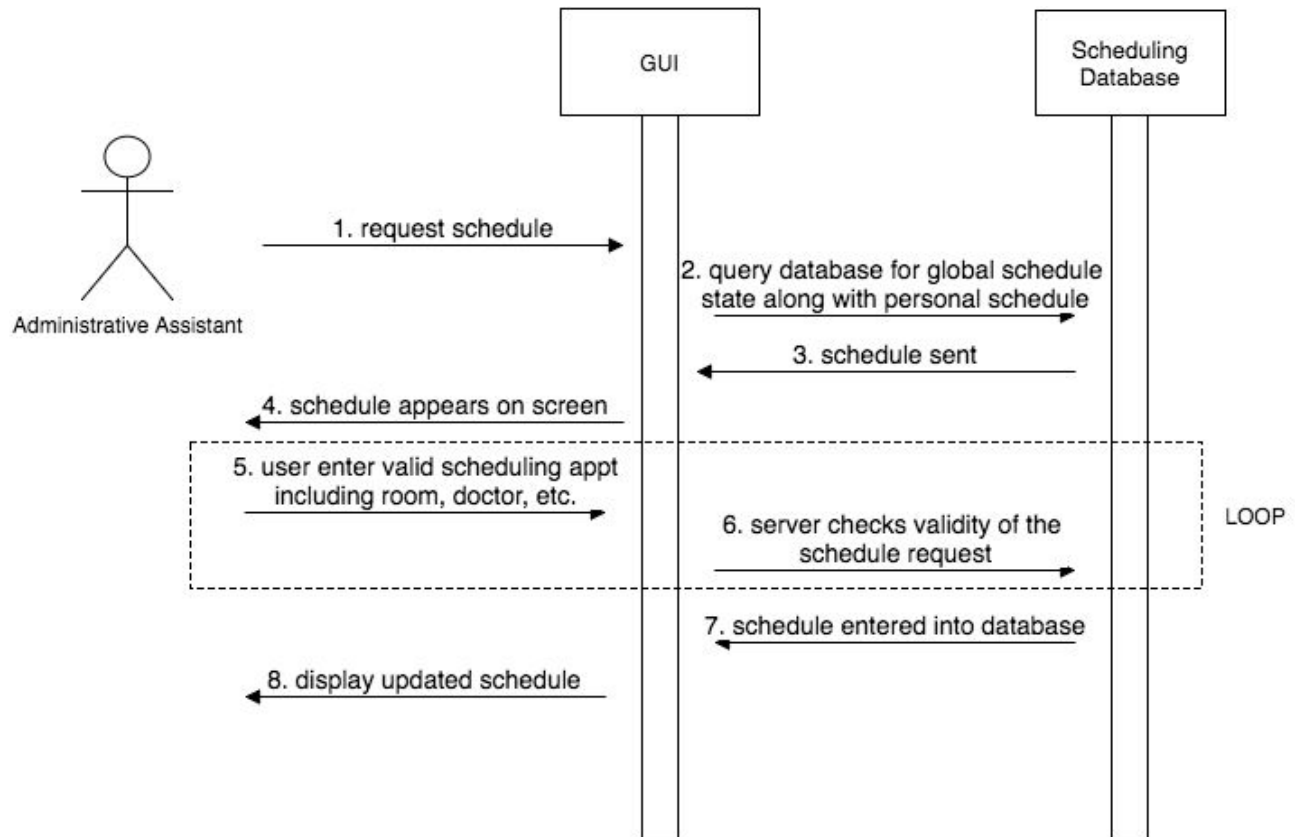 GUI
Scheduling
Database
1. request schedule
2. query database for global schedule
state along with personal schedule
Administrative Assistant
3. schedule sent
4. schedule appears on screen
5. user enter valid scheduling appt
including room, doctor, etc.
6. server checks validity of the
schedule request
LOOP
7. schedule entered into database
8. display updated schedule